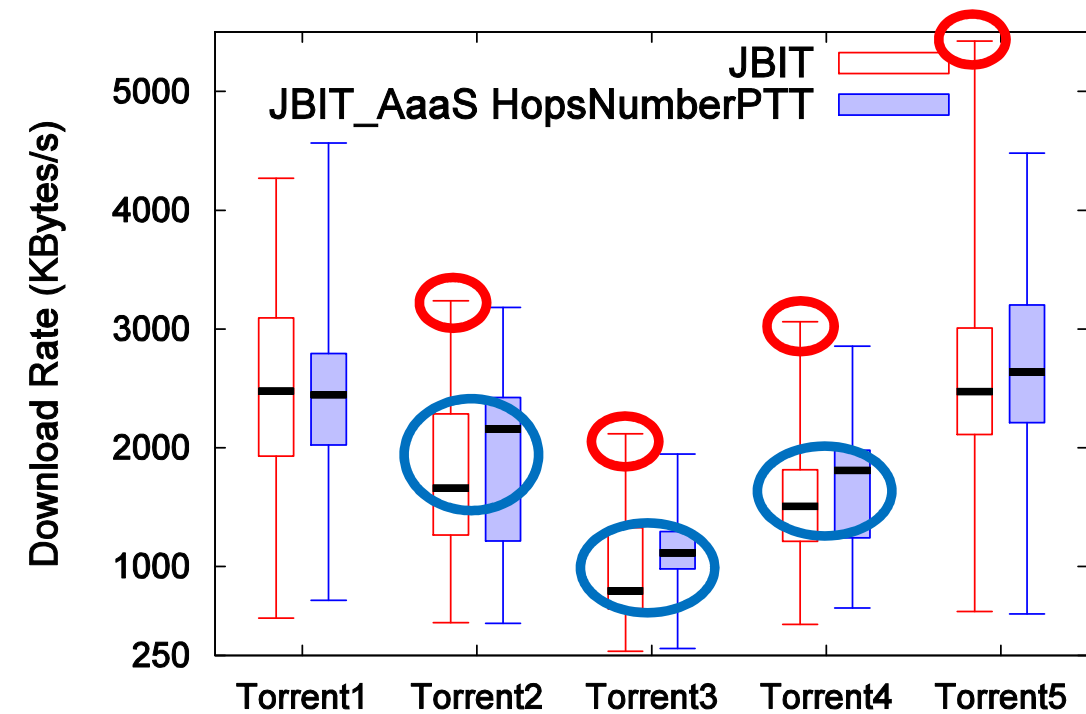 JBIT
JBIT_AaaS HopsNumberPTT
Download Rate (KBytes/s)
5000
4000
3000
2000
1000
250
Torrent1 Torrent2 Torrent3 Torrent4 Torrent5